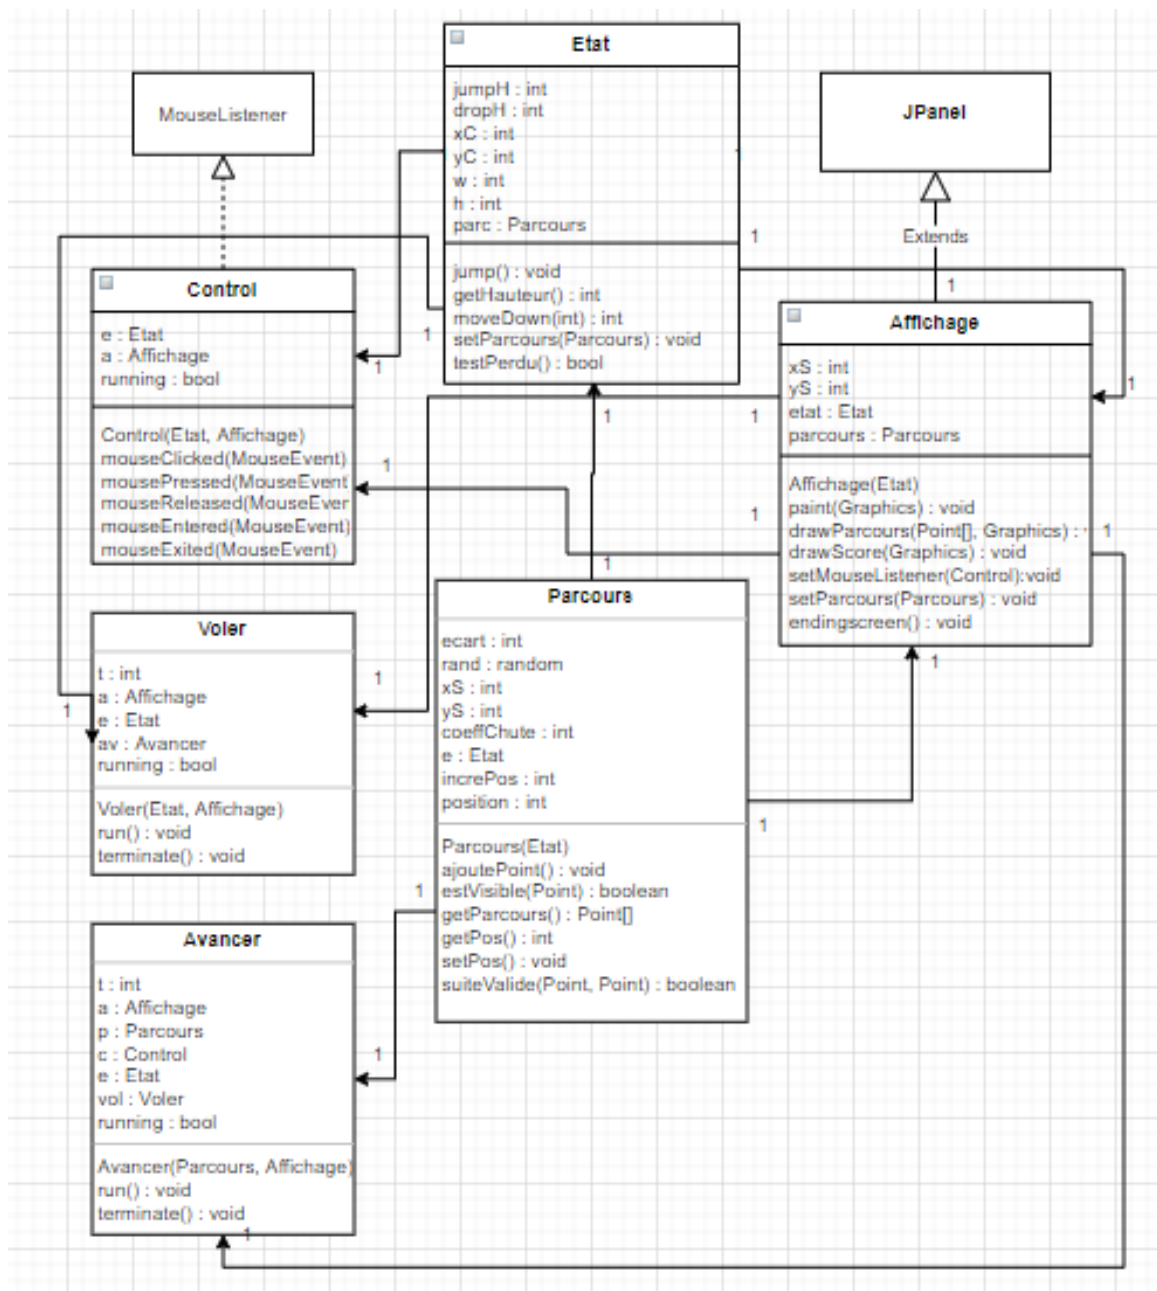 Etat
jumpH : int
dropH : int
xC : int
yC : int
w : int
h : int
parc : Parcours
jump() : void
getHauteur() : int
moveDown(int) : int
setParcours(Parcours) : void
testPerdu() : bool
MouseListener
JPanel
Extends
1
1
1
Control
e : Etat
a : Affichage
running : bool
Control(Etat, Affichage)
mouseClicked(MouseEvent)
mousePressed(MouseEvent
mouseReleased(MouseEver
mouseEntered(MouseEvent)
mouseExited(MouseEvent)
1
1
1
Affichage
xS : int
yS : int
etat : Etat
parcours : Parcours
Affichage(Etat)
paint(Graphics) : void
drawParcours(Point[], Graphics) :
drawScore(Graphics) : void
setMouseListener(Control):void
setParcours(Parcours) : void
endingscreen() : void
1
1
1
1
1
1
1
Voler
t : int
a : Affichage
e : Etat
av : Avancer
running : bool
Voler(Etat, Affichage)
run() : void
terminate() : void
1
1
Parcours
ecart : int
rand : random
xS : int
yS : int
coeffChute : int
e : Etat
increPos : int
position : int
Parcours(Etat)
ajoutePoint() : void
estVisible(Point) : boolean
getParcours() : Point[]
getPos() : int
setPos() : void
suiteValide(Point, Point) : boolean
1
1
1
Avancer
t : int
a : Affichage
p : Parcours
c : Control
e : Etat
vol : Voler
running : bool
Avancer(Parcours, Affichage)
run() : void
terminate() : void
1